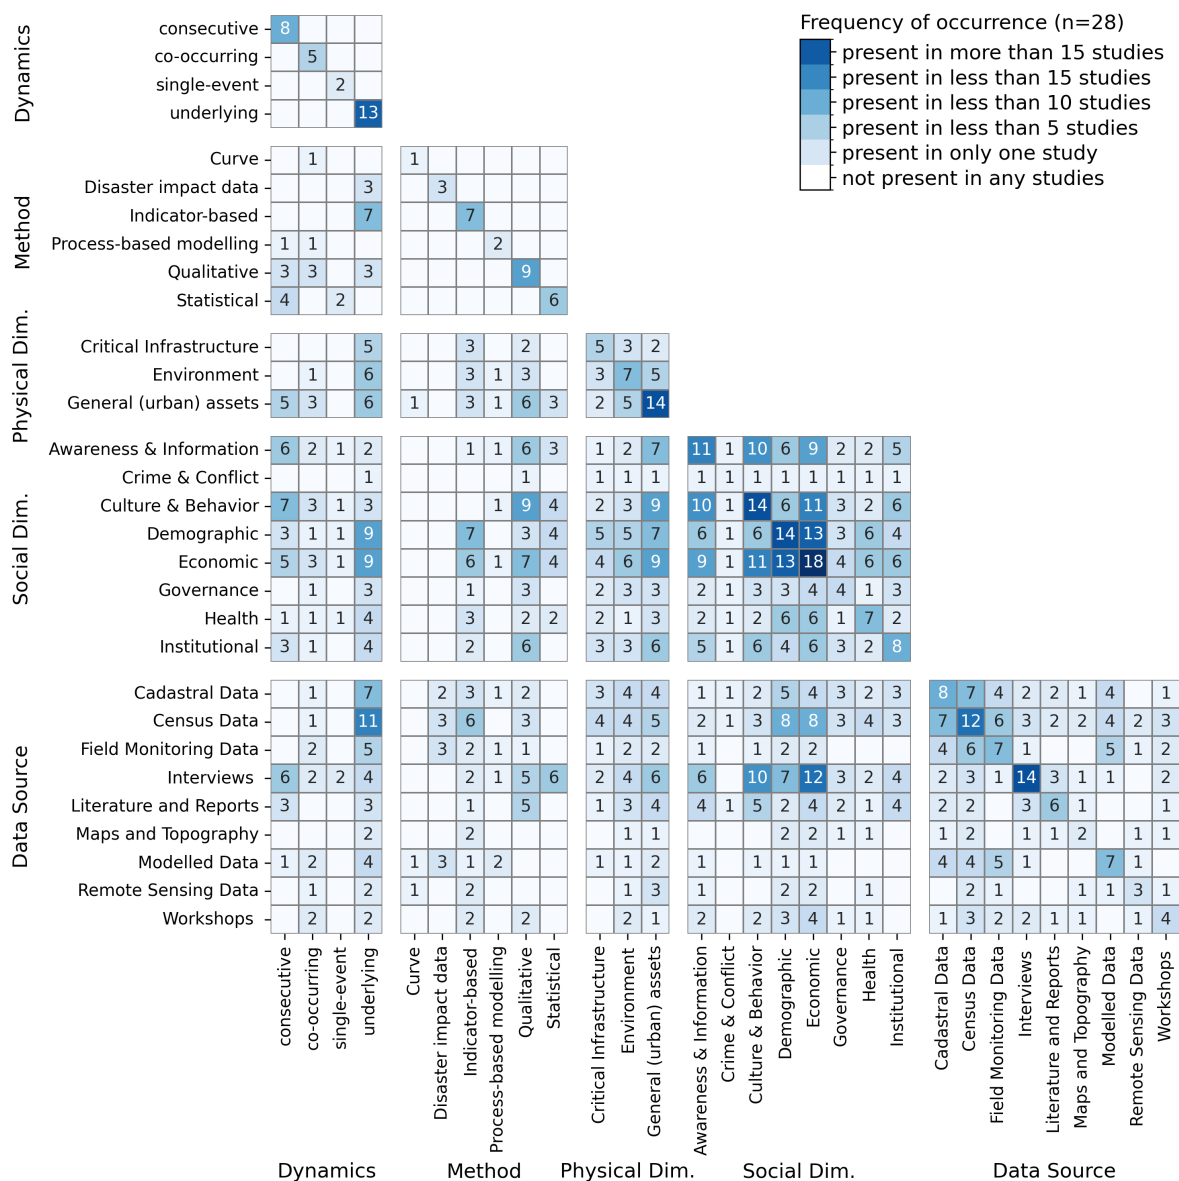 Frequency of occurrence (n=28)
present in more than 15 studies
present in less than 15 studies
present in less than 10 studies
present in less than 5 studies
present in only one study
not present in any studies
Dynamics
consecutive 8
co-occurring 5
single-event 2
underlying 13
Method
Curve 1 1
Disaster impact data 3 3
Indicator-based 7 7
Process-based modelling 1 1 2
Qualitative 3 3 3 9
Statistical 4 2 6
Physical Dim.
Critical Infrastructure 5 3 2 5 3 2
Environment 1 6 3 1 3 3 7 5
General (urban) assets 5 3 6 1 3 1 6 3 2 5 14
Social Dim.
Awareness & Information 6 2 1 2 1 1 6 3 1 2 7 11 1 10 6 9 2 2 5
Crime & Conflict 1 1 1 1 1 1 1 1 1 1 1 1 1
Culture & Behavior 7 3 1 3 1 9 4 2 3 9 10 1 14 6 11 3 2 6
Demographic 3 1 1 9 7 3 4 5 5 7 6 1 6 14 13 3 6 4
Economic 5 3 1 9 6 1 7 4 4 6 9 9 1 11 13 18 4 6 6
Governance 1 3 1 3 2 3 3 2 1 3 3 4 4 1 3
Health 1 1 1 4 3 2 2 2 1 3 2 1 2 6 6 1 7 2
Institutional 3 1 4 2 6 3 3 6 5 1 6 4 6 3 2 8
Data Source
Cadastral Data 1 7 2 3 1 2 3 4 4 1 1 2 5 4 3 2 3 8 7 4 2 2 1 4 1
Census Data 1 11 3 6 3 4 4 5 2 1 3 8 8 3 4 3 7 12 6 3 2 2 4 2 3
Field Monitoring Data 2 5 3 2 1 1 1 2 2 1 1 2 2 4 6 7 1 5 1 2
Interviews 6 2 2 4 2 1 5 6 2 4 6 6 10 7 12 3 2 4 2 3 1 14 3 1 1 2
Literature and Reports 3 3 1 5 1 3 4 4 1 5 2 4 2 1 4 2 2 3 6 1 1
Maps and Topography 2 2 1 1 2 2 1 1 1 2 1 1 2 1 1
Modelled Data 1 2 4 1 3 1 2 1 1 2 1 1 1 1 4 4 5 1 7 1
Remote Sensing Data 1 2 1 2 1 3 1 2 2 1 2 1 1 1 3 1
Workshops 2 2 2 2 2 1 2 2 3 4 1 1 1 3 2 2 1 1 1 4
consecutive
co-occurring
single-event
underlying
Curve
Disaster impact data
Indicator-based
Process-based modelling
Qualitative
Statistical
Critical Infrastructure
Environment
General (urban) assets
Awareness & Information
Crime & Conflict
Culture & Behavior
Demographic
Economic
Governance
Health
Institutional
Cadastral Data
Census Data
Field Monitoring Data
Interviews
Literature and Reports
Maps and Topography
Modelled Data
Remote Sensing Data
Workshops
Dynamics
Method
Physical Dim.
Social Dim.
Data Source